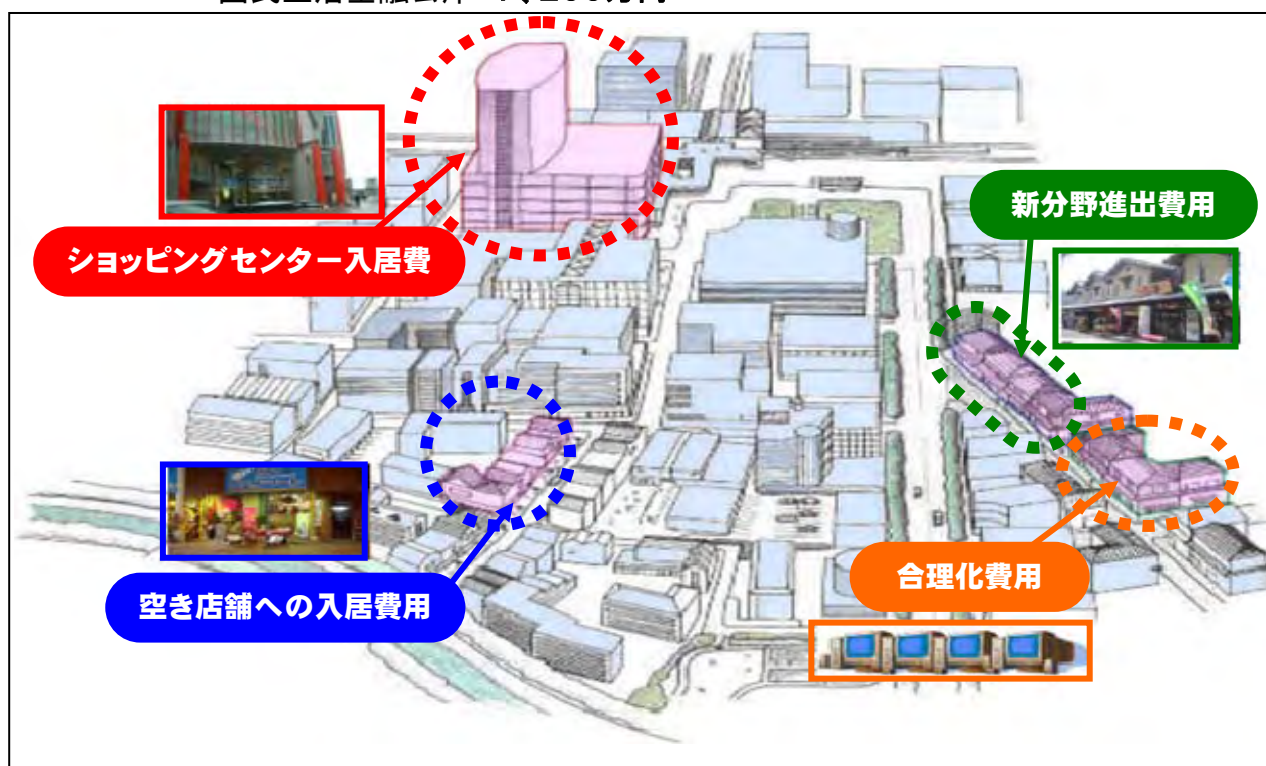 新分野進出費用
ショッピングセンター入居費
合理化費用
空き店舗への入居費用